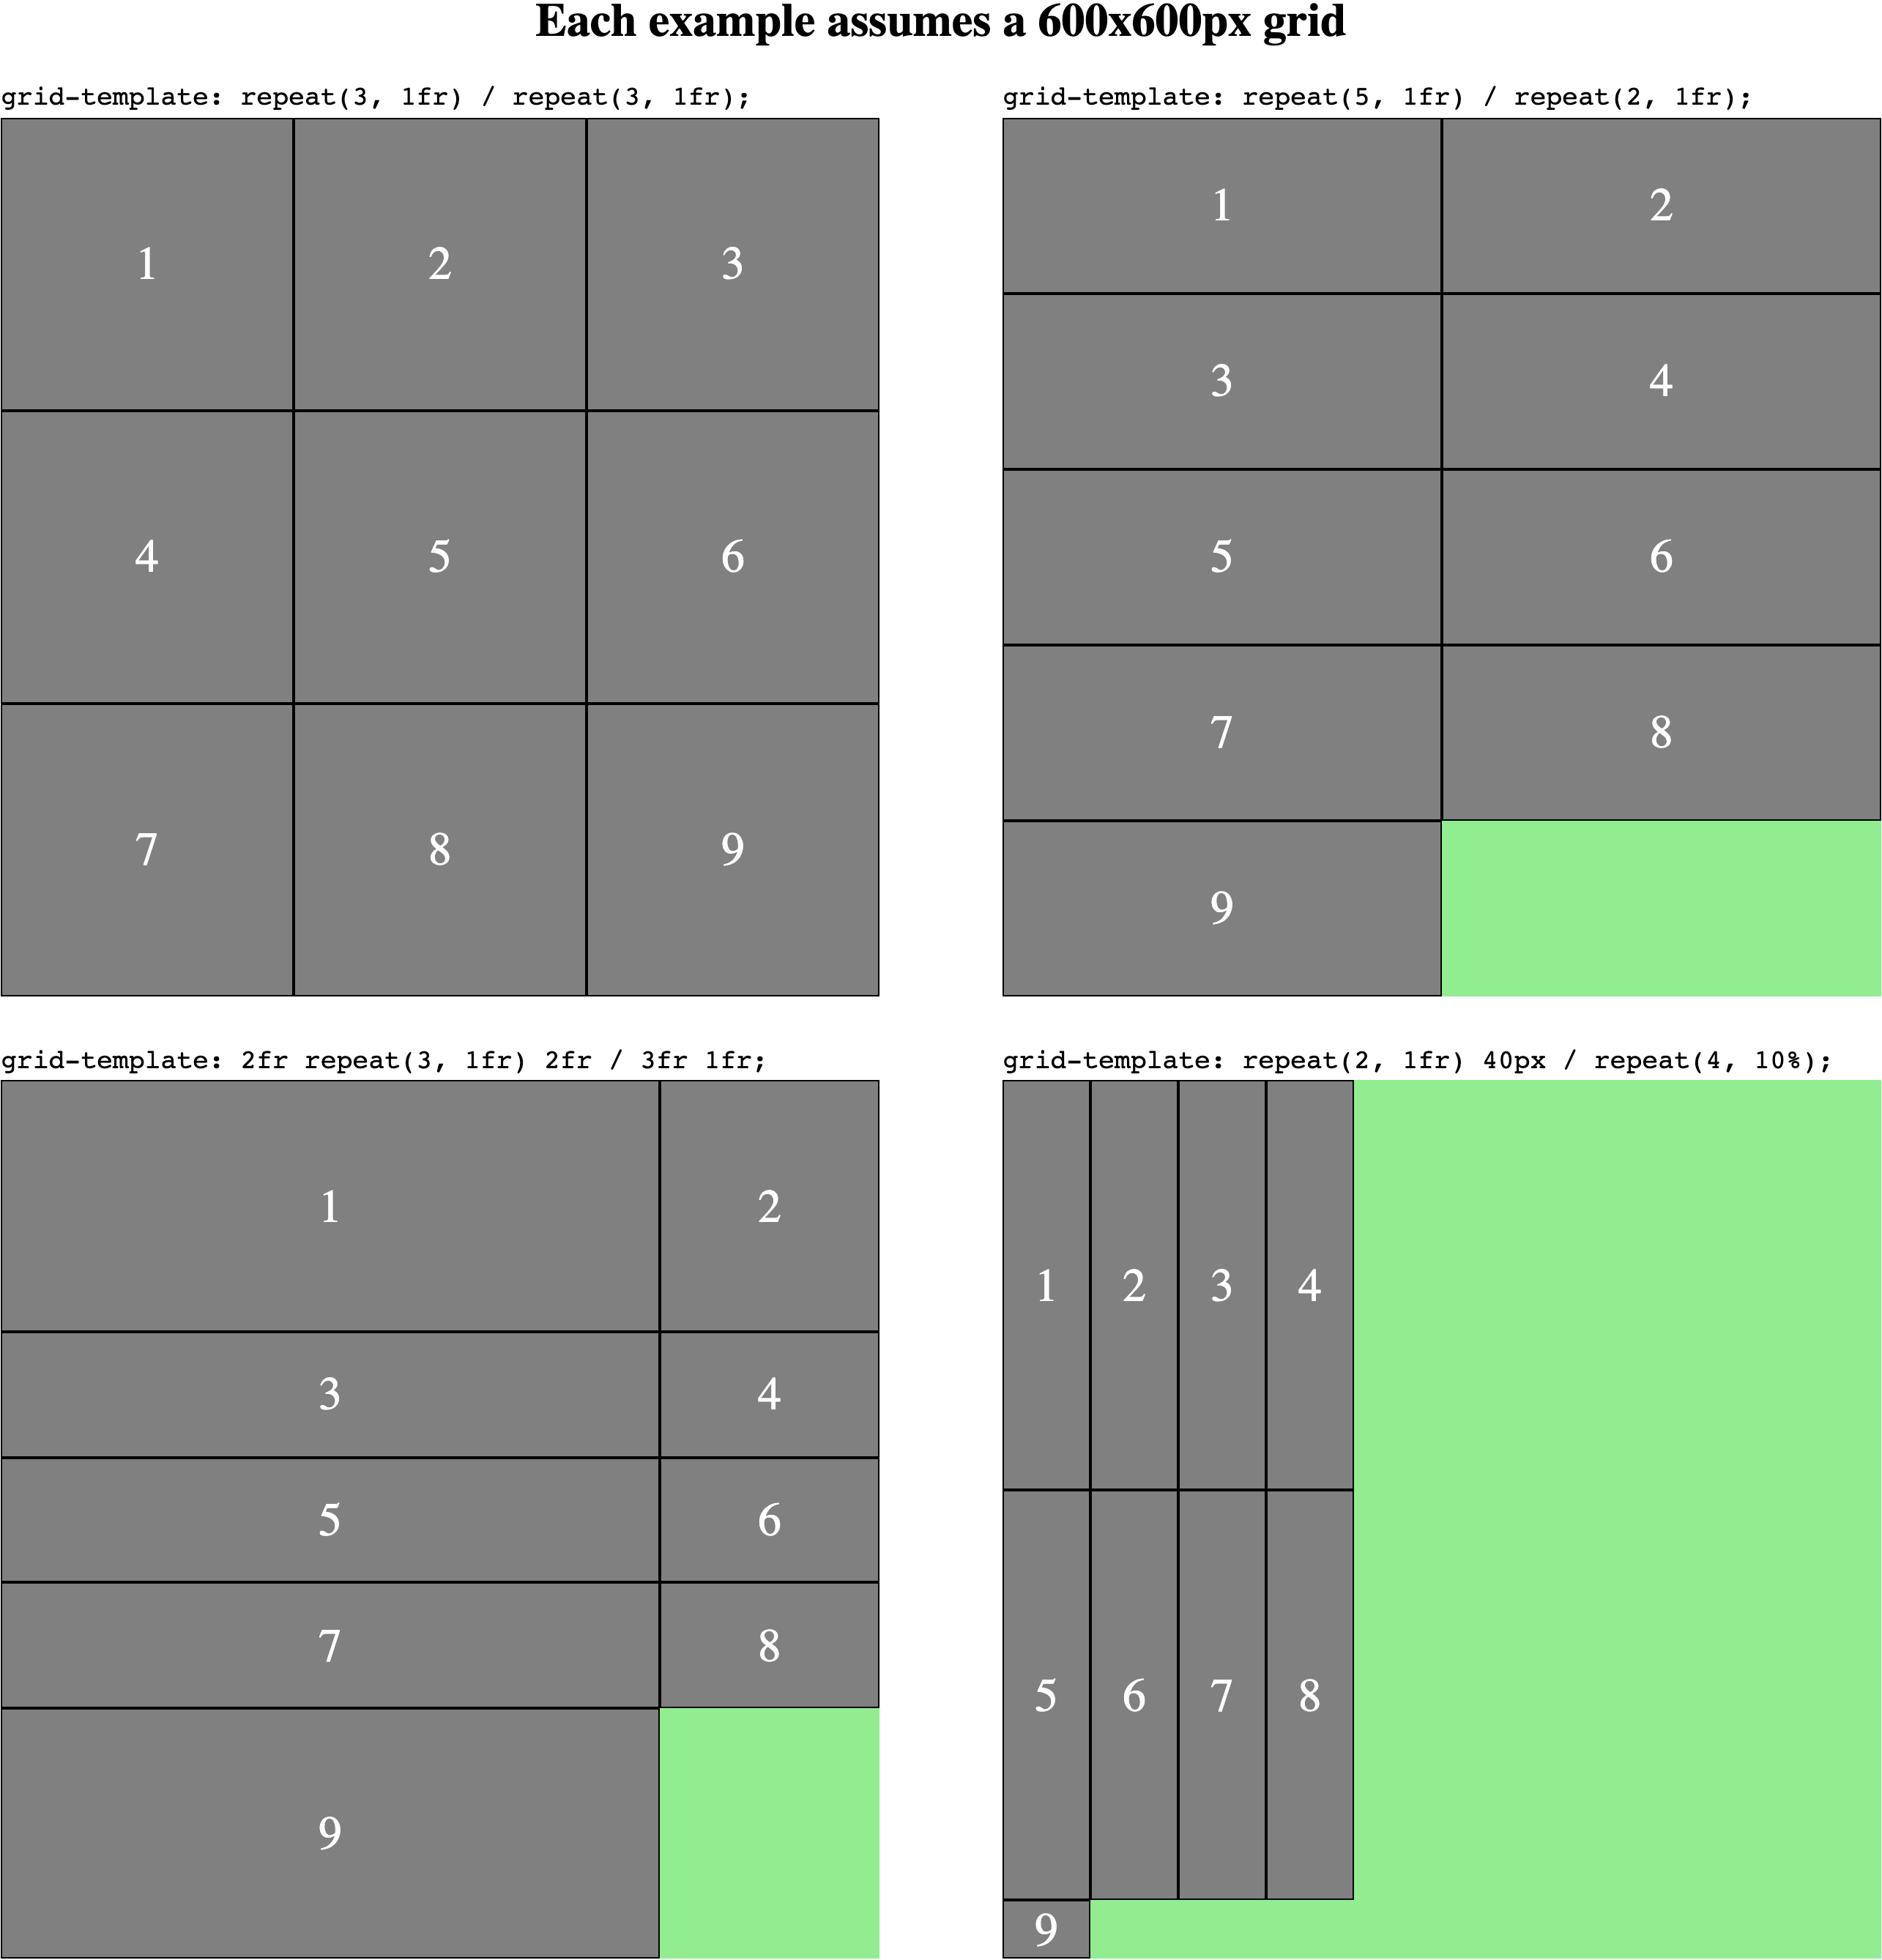 Each example assumes a 600x600px grid
grid-template: repeat(3, 1fr) / repeat(3, 1fr);
1 2 3
4 5 6
7 8 9
grid-template: repeat(5, 1fr) / repeat(2, 1fr);
1 2
3 4
5 6
7 8
9
grid-template: 2fr repeat(3, 1fr) 2fr / 3fr 1fr;
1 2
3 4
5 6
7 8
9
grid-template: repeat(2, 1fr) 40px / repeat(4, 10%);
1 2 3 4
5 6 7 8
9